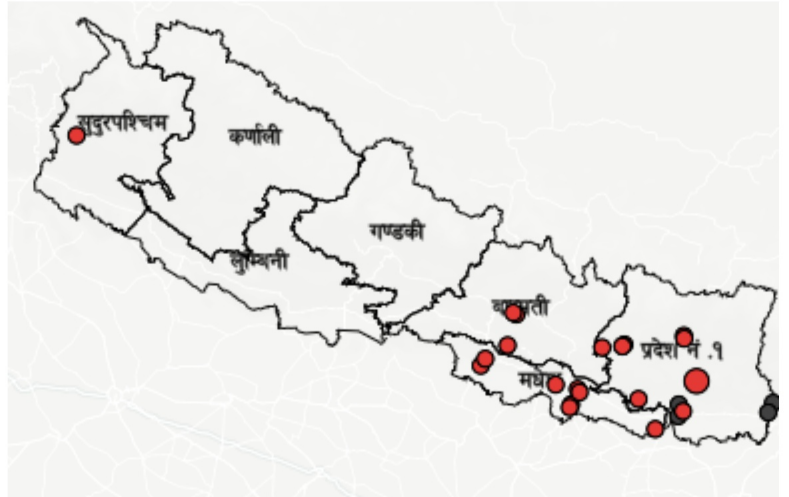 सुदुरपश्चिम
कर्णाली
गण्डकी
लुम्बिनी
प्रदेश नं .१